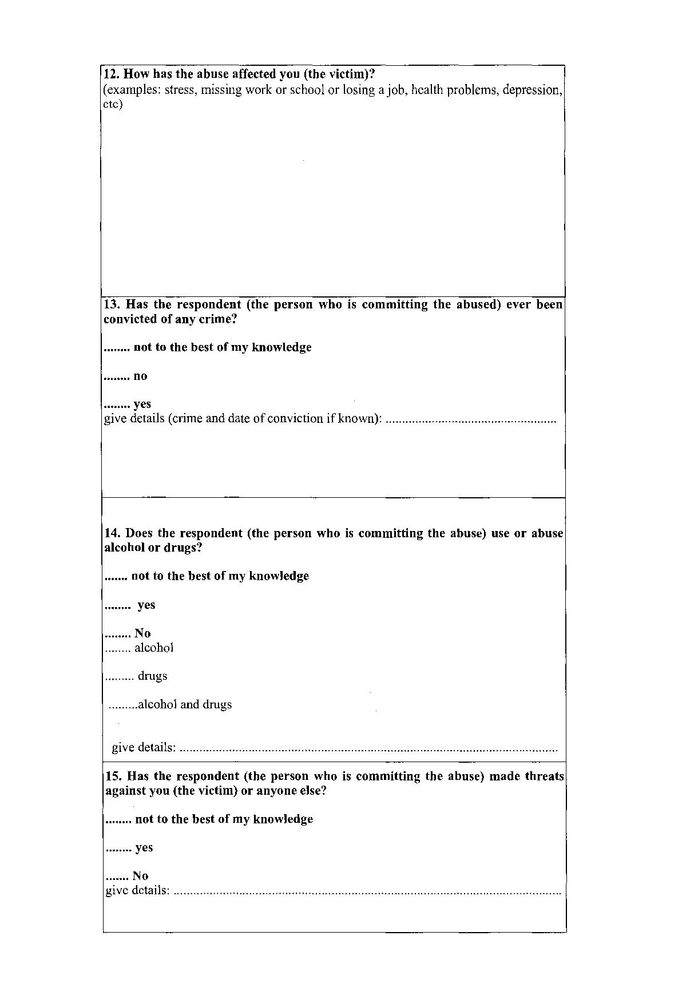 12. How has the abuse affected you (the victim)?
(examples: stress, missing work or school or losing a job, health problems, depression,
etc)
13. Has the respondent (the person who is committing the abused) ever been
convicted of any crime?
........ not to the best of my knowledge
........ no
........ yes
give details (crime and date of conviction if known): ....................................................
14. Does the respondent (the person who is committing the abuse) use or abuse
alcohol or drugs?
....... not to the best of my knowledge
........ yes
........ No
........ alcohol
......... drugs
.........alcohol and drugs
give details: ...................................................................................................................
15. Has the respondent (the person who is committing the abuse) made threats
against you (the victim) or anyone else?
........ not to the best of my knowledge
........ yes
....... No
give details: ......................................................................................................................